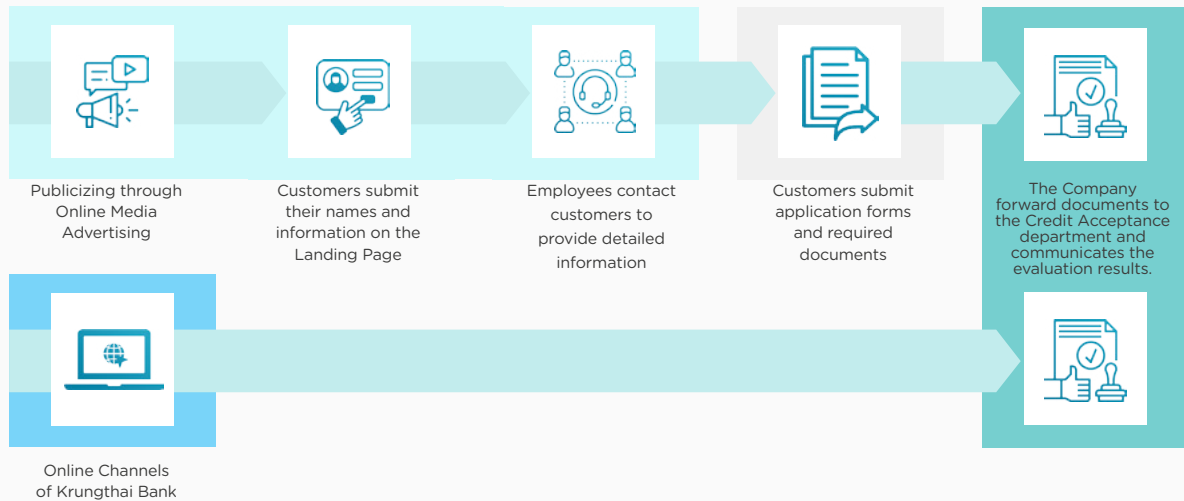 Publicizing through
Online Media
Advertising
Customers submit
their names and
information on the
Landing Page
Employees contact
customers to
provide detailed
information
Customers submit
application forms
and required
documents
The Company
forward documents to
the Credit Acceptance
department and
communicates the
evaluation results.
Online Channels
of Krungthai Bank